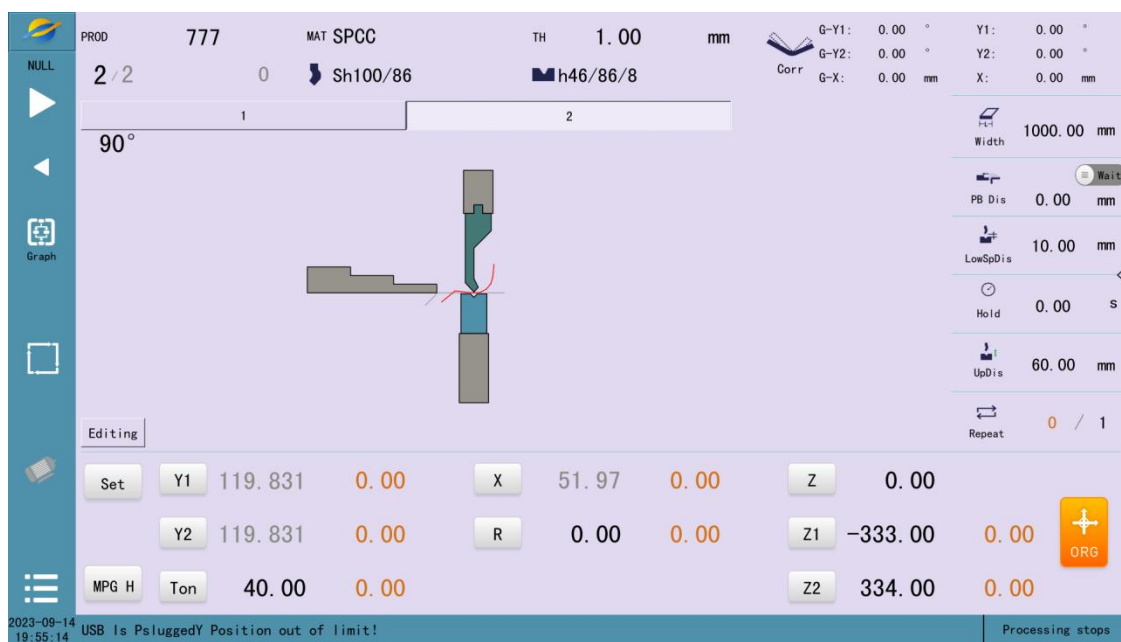 PROD 777 MAT SPCC TH 1.00 mm
NULL
2/2 0 Sh100/86 h46/86/8
Corr
G-Y1: 0.00 °
G-Y2: 0.00 °
G-X: 0.00 mm
Y1: 0.00 °
Y2: 0.00 °
X: 0.00 mm
1 2
90°
Graph
Width 1000.00 mm
Wait
PB Dis 0.00 mm
LowSpDis 10.00 mm
Hold 0.00 s
UpDis 60.00 mm
Repeat 0 / 1
Editing
Set Y1 119.831 0.00 X 51.97 0.00 Z 0.00
Y2 119.831 0.00 R 0.00 0.00 Z1 -333.00 0.00
ORG
MPG H Ton 40.00 0.00 Z2 334.00 0.00
2023-09-14
19:55:14
USB Is PsluggedY Position out of limit!
Processing stops